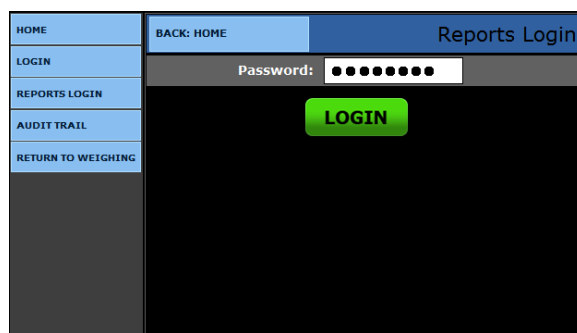 HOME
LOGIN
REPORTS LOGIN
AUDIT TRAIL
RETURN TO WEIGHING
BACK: HOME
Reports Login
Password: ●●●●●●●●
LOGIN